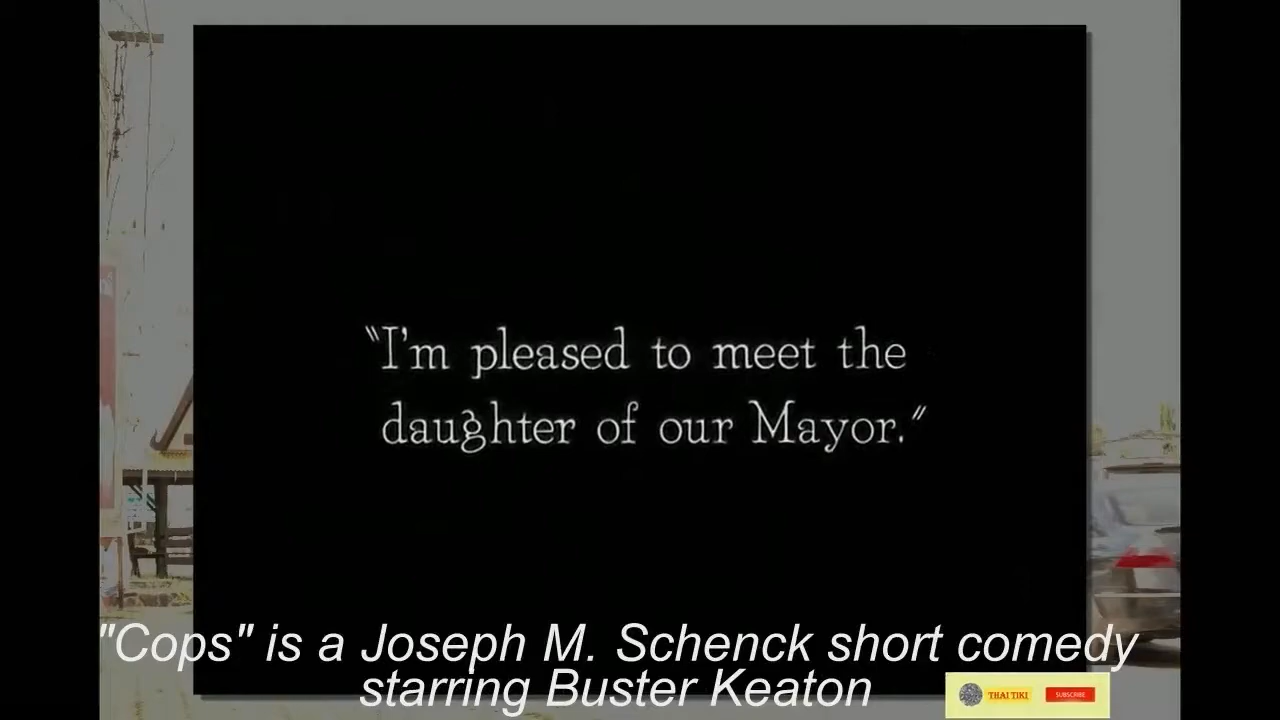 "I'm pleased to meet the
daughter of our Mayor."
"Cops" is a Joseph M. Schenck short comedy
starring Buster Keaton
THAI TIKI
SUBSCRIBE